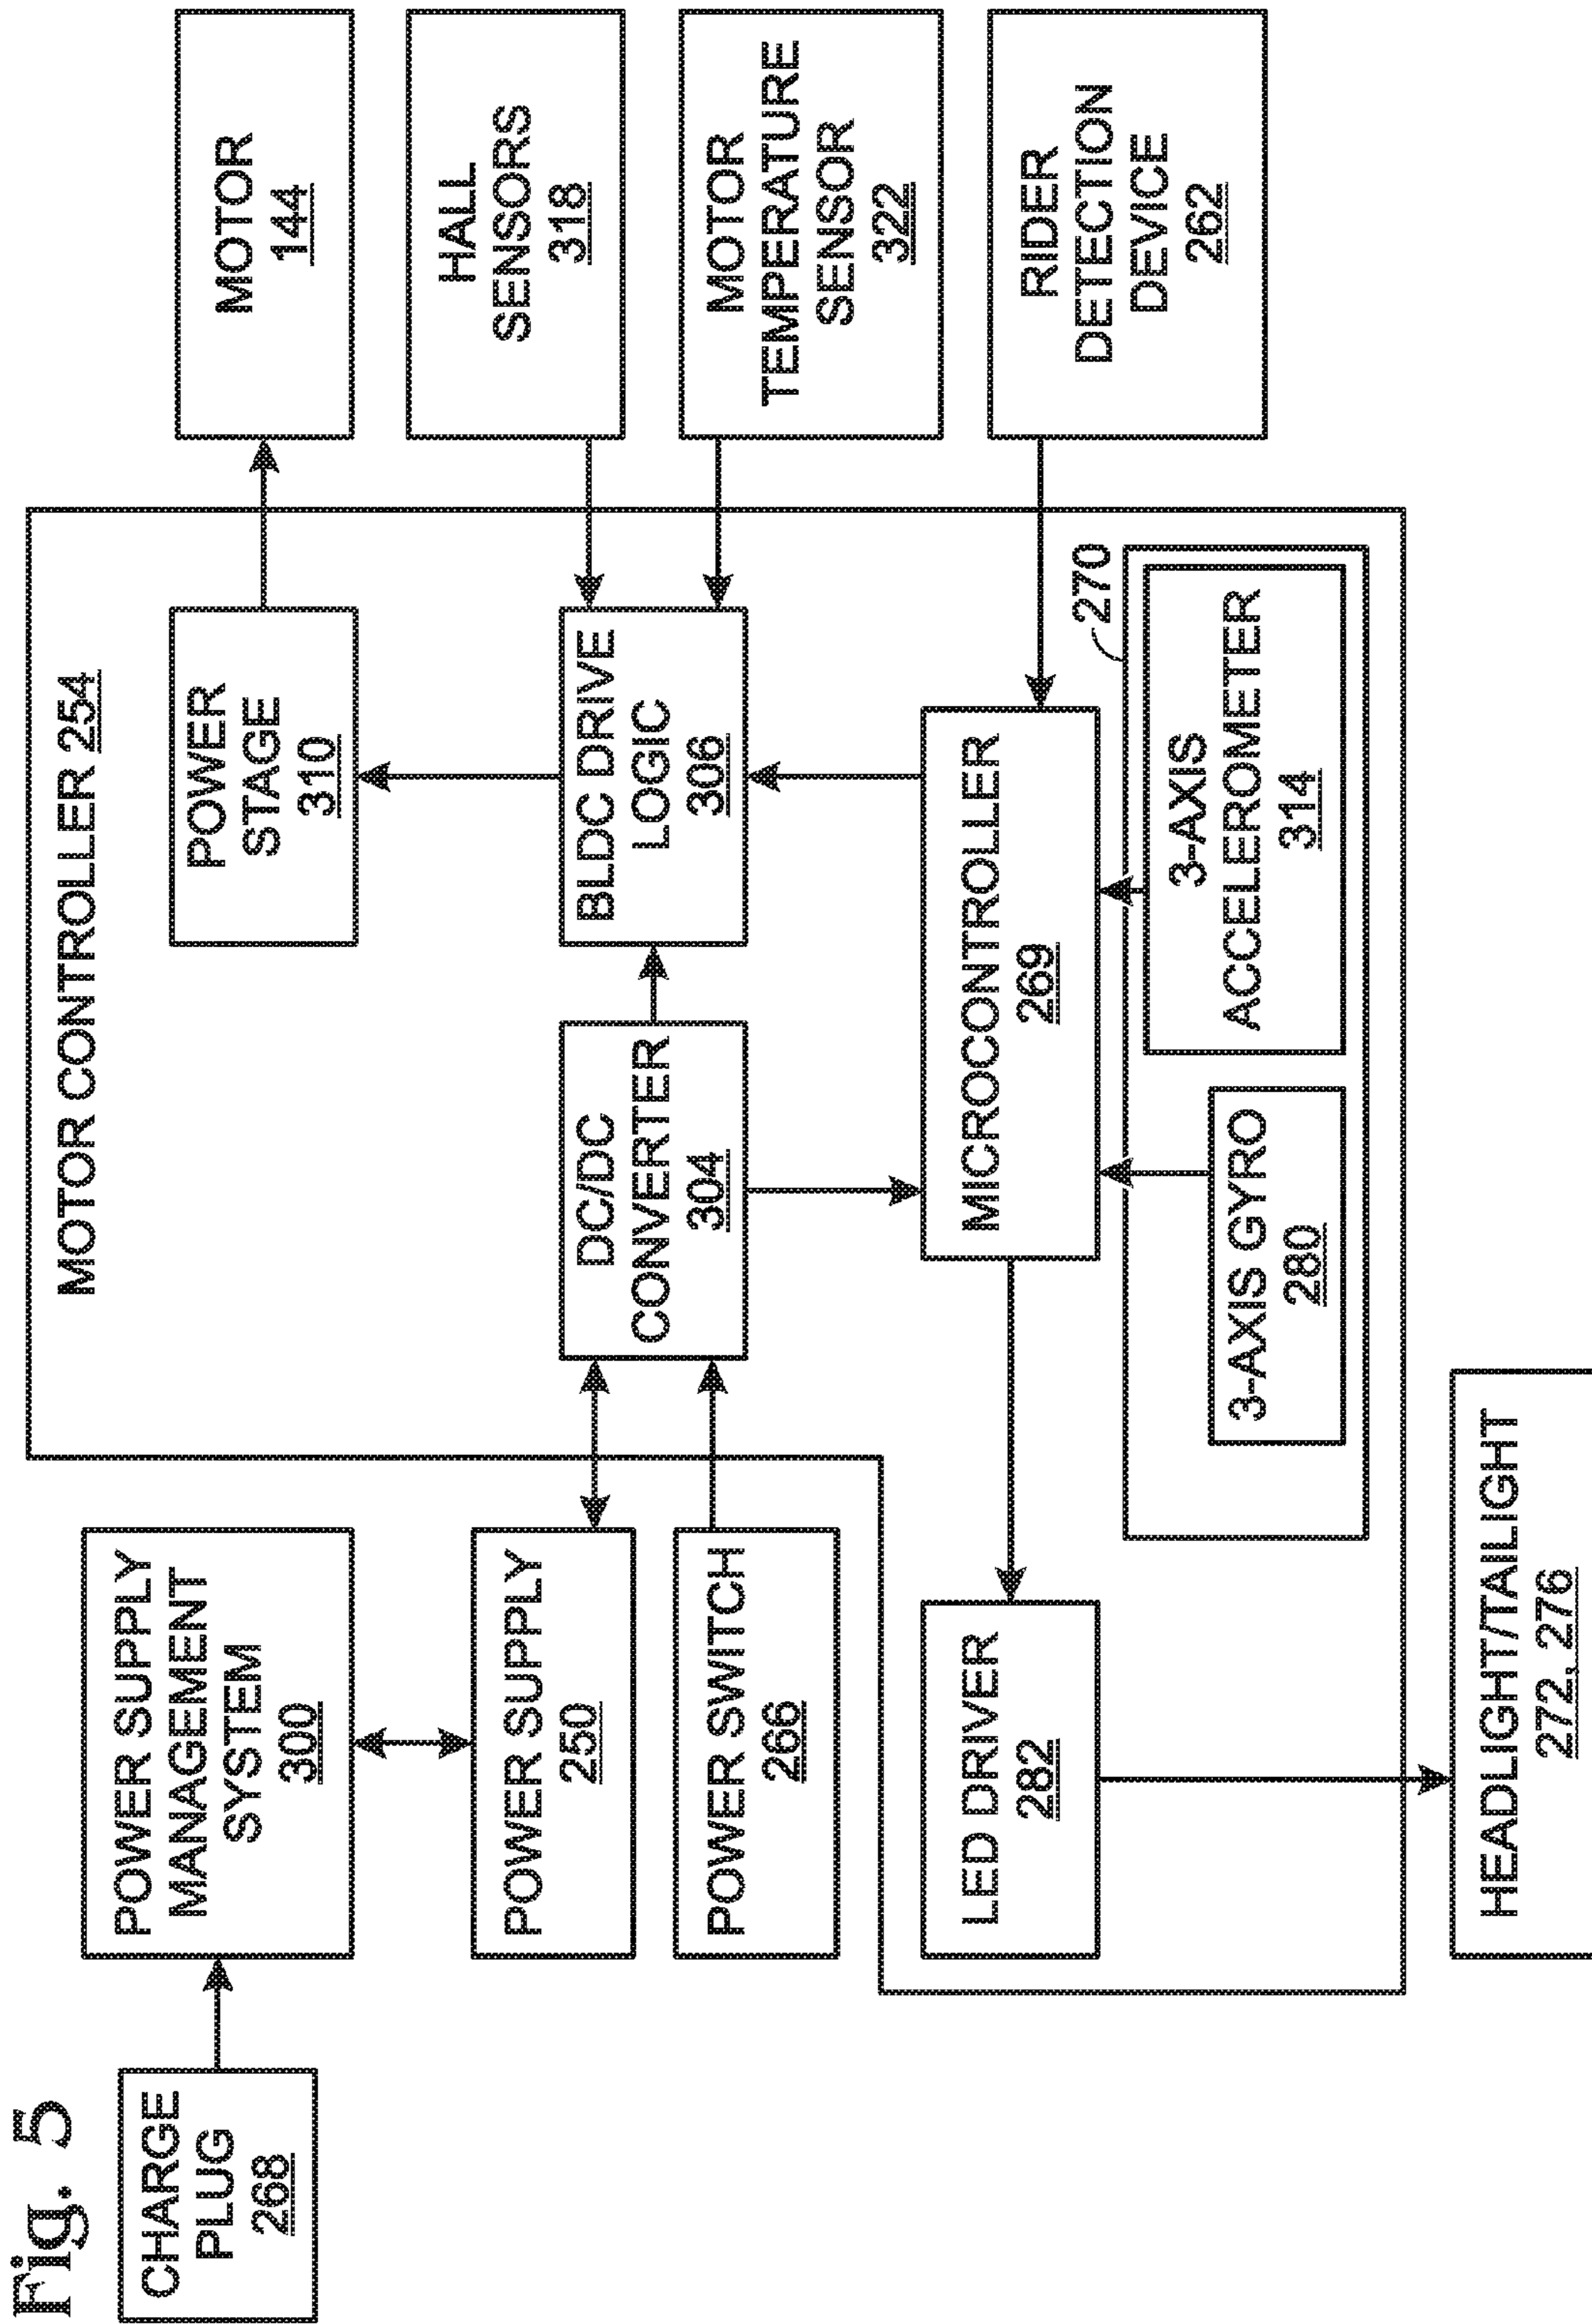 Fig. 5
CHARGE
PLUG
268
POWER SUPPLY
MANAGEMENT
SYSTEM
300
POWER SUPPLY
250
POWER SWITCH
266
MOTOR CONTROLLER 254
POWER
STAGE
310
DC/DC
CONVERTER
304
BLDC DRIVE
LOGIC
306
LED DRIVER
282
MICROCONTROLLER
269
270
3-AXIS GYRO
280
3-AXIS
ACCELEROMETER
314
MOTOR
144
HALL
SENSORS
318
MOTOR
TEMPERATURE
SENSOR
322
RIDER
DETECTION
DEVICE
262
HEADLIGHT/TAILIGHT
272, 276